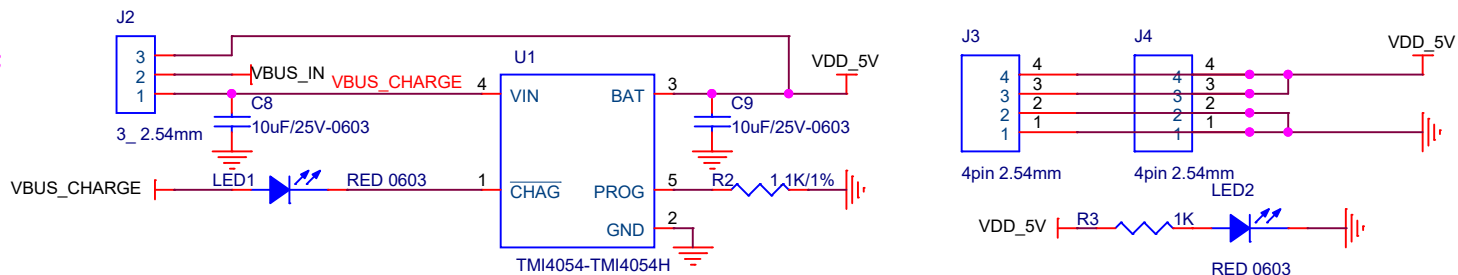 J2
3
2
1
3_ 2.54mm
VBUS_IN
VBUS_CHARGE
C8
10uF/25V-0603
VBUS_CHARGE
LED1
RED 0603
U1
4
VIN
BAT
3
1
CHAG
PROG
5
GND
2
TMI4054-TMI4054H
VDD_5V
C9
10uF/25V-0603
R2
1.1K/1%
J3
4
3
2
1
4
3
2
1
4pin 2.54mm
J4
4
3
2
1
4
3
2
1
4pin 2.54mm
VDD_5V
LED2
VDD_5V
R3
1K
RED 0603